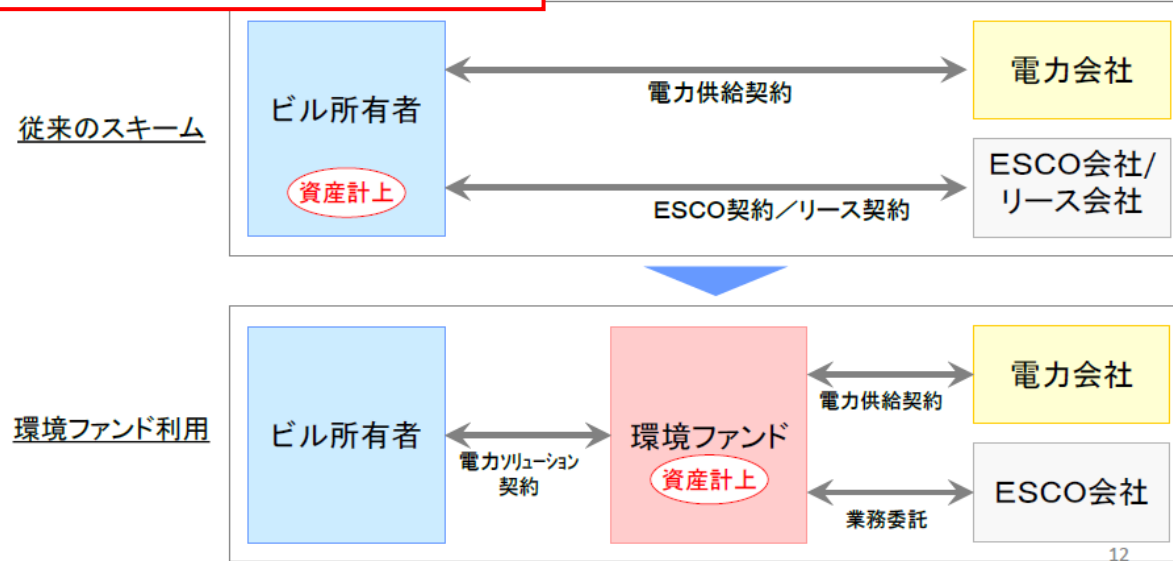 従来のスキーム
ビル所有者
資産計上
電力供給契約
ESCO契約／リース契約
電力会社
ESCO会社/
リース会社
環境ファンド利用
ビル所有者
電力ソリューション
契約
環境ファンド
資産計上
電力供給契約
業務委託
電力会社
ESCO会社
12